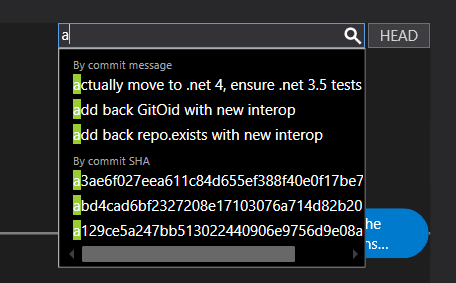 a
HEAD
By commit message
actually move to .net 4, ensure .net 3.5 tests
add back GitOid with new interop
add back repo.exists with new interop
By commit SHA
a3ae6f027eea611c84d655ef388f40e0f17be7
abd4cad6bf2327208e17103076a714d82b20
a129ce5a247bb513022440906e9756d9e08a
he
ns...